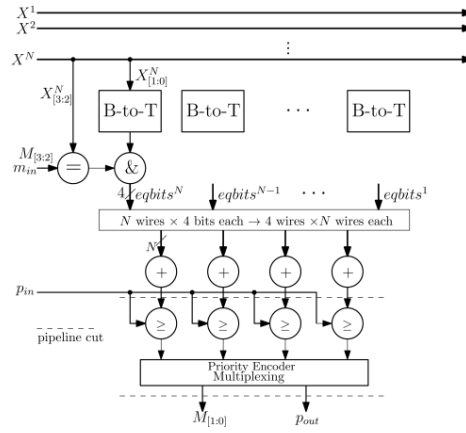 X^1
X^2
⋮
X^N
X^N_{[3:2]}
X^N_{[1:0]}
B-to-T B-to-T · · · B-to-T
M_{[3:2]}
m_{in} = &
4 eqbits^N eqbits^{N-1} · · · eqbits^1
N wires × 4 bits each → 4 wires ×N wires each
N
+ + + +
p_{in}
≥ ≥ ≥ ≥
pipeline cut
Priority Encoder
Multiplexing
M_{[1:0]} p_{out}